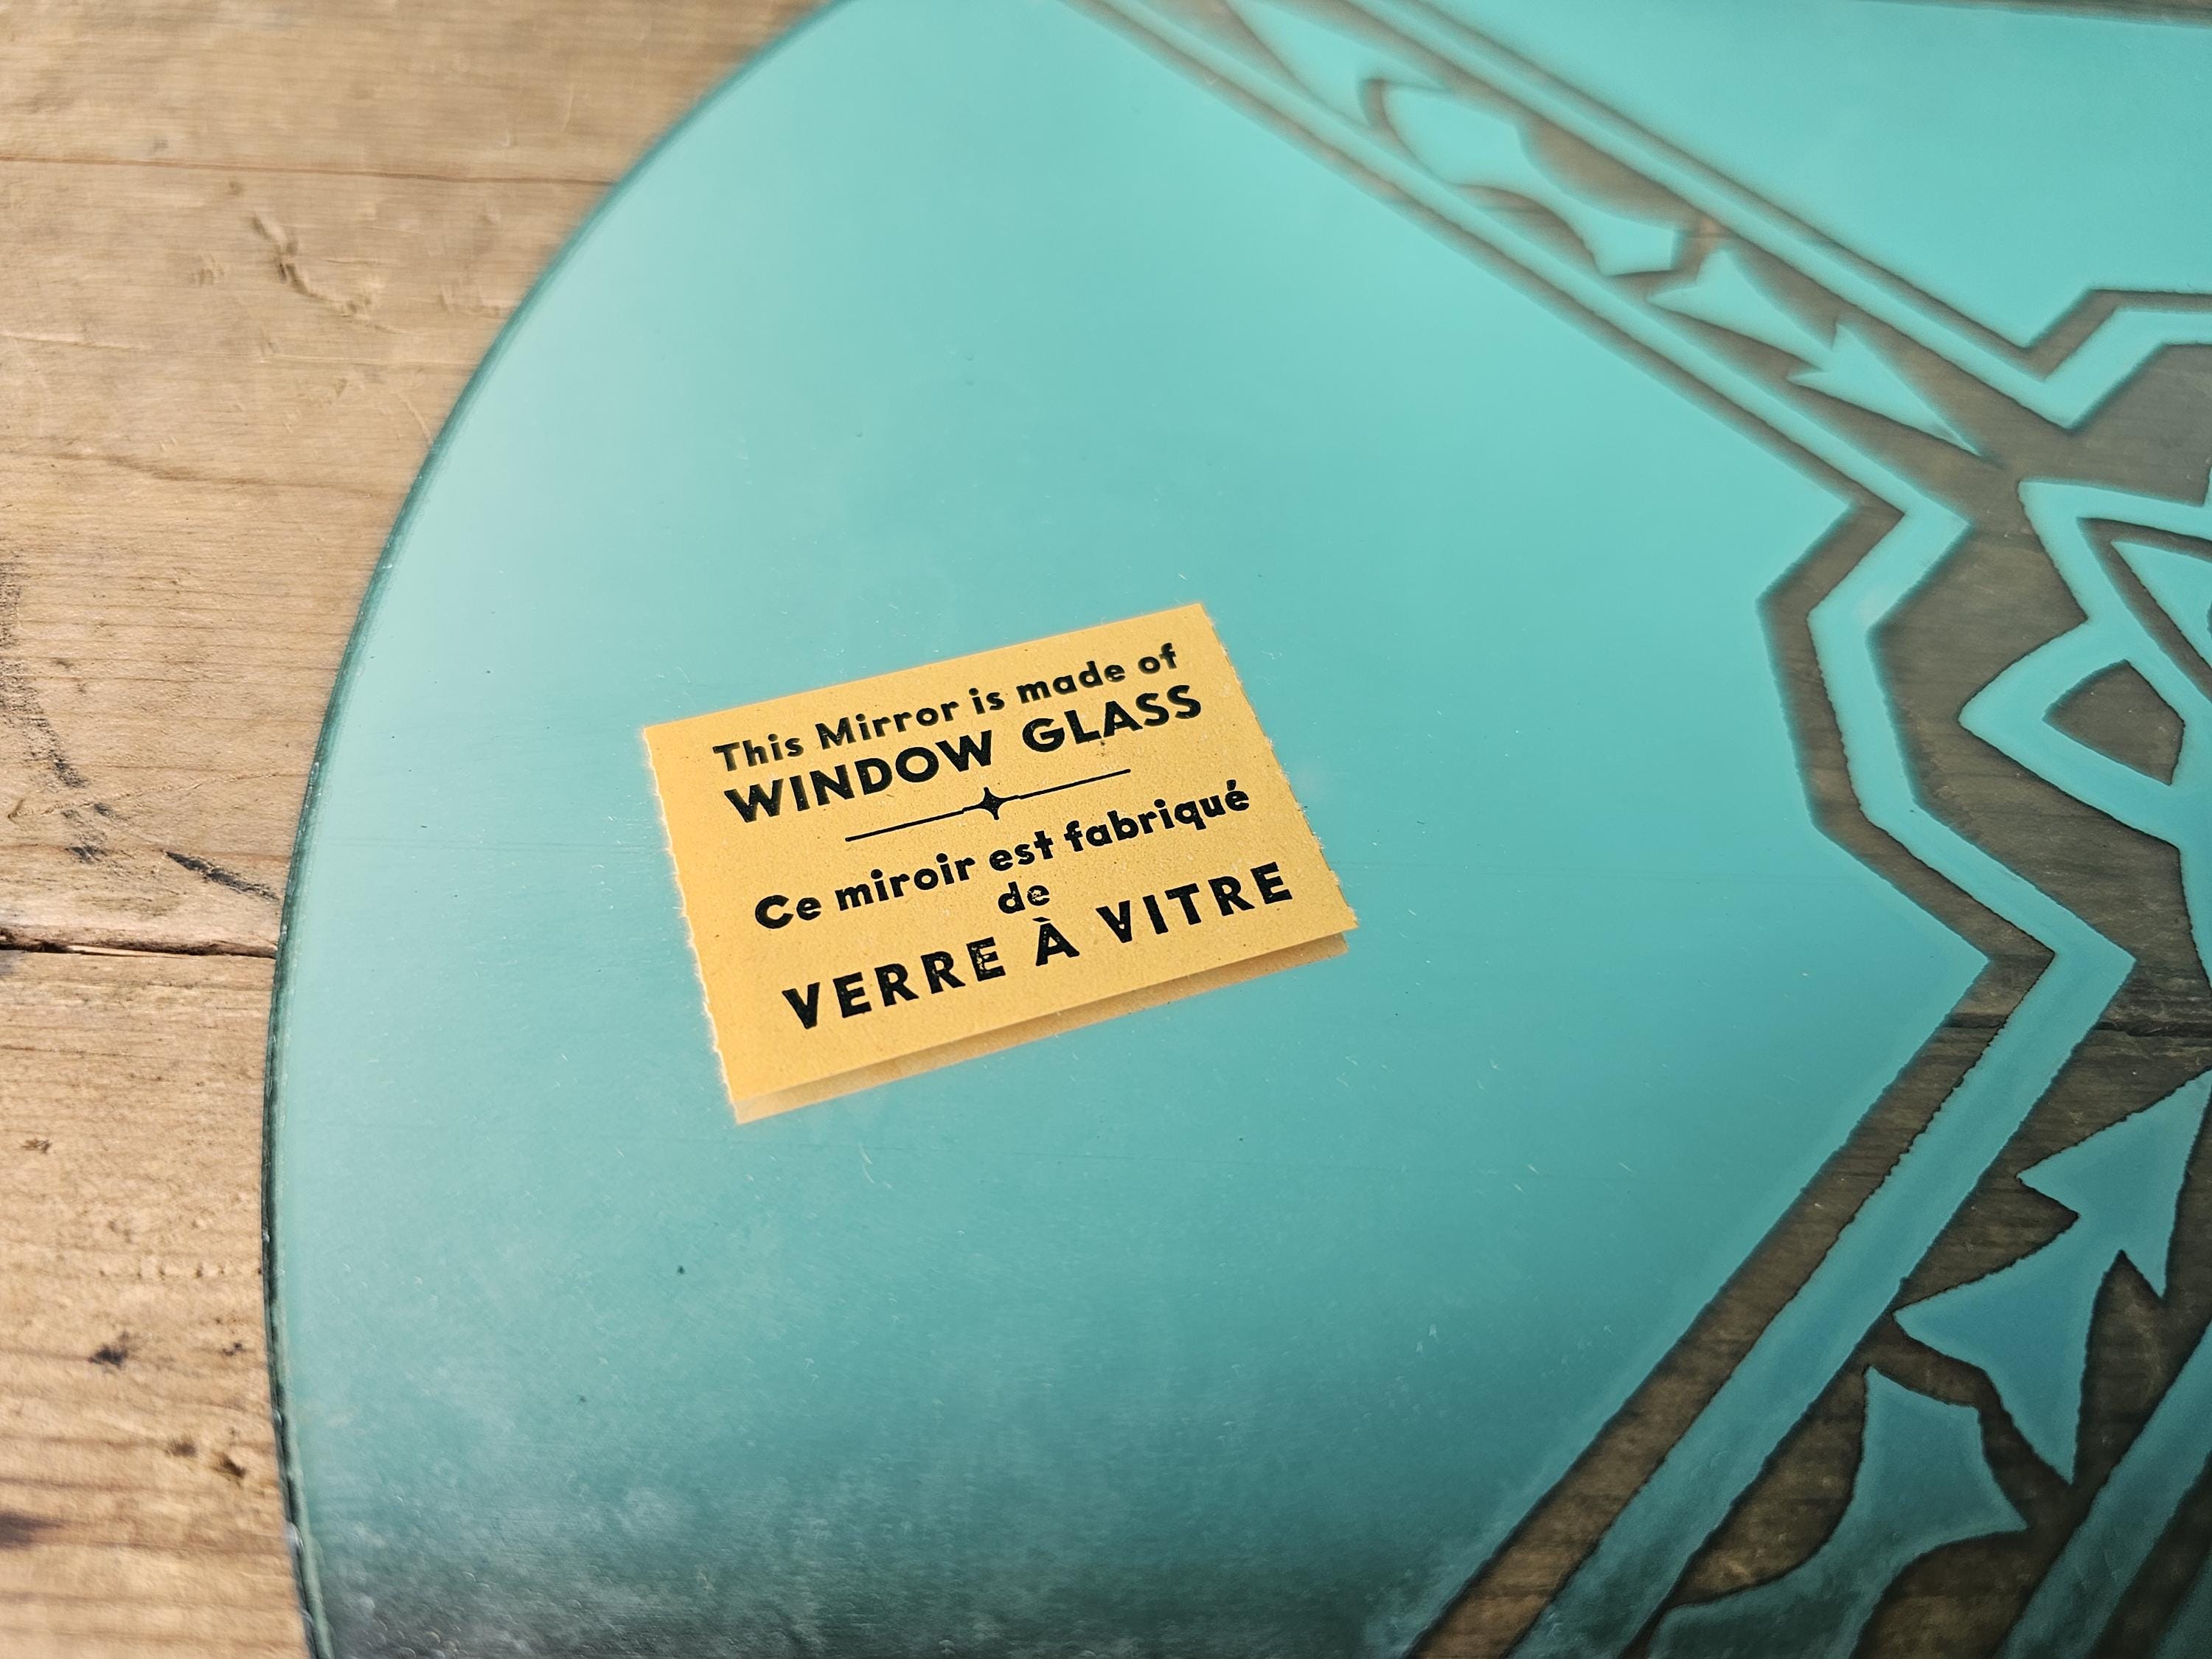 This Mirror is made of
WINDOW GLASS
Ce miroir est fabriqué
de
VERRE À VITRE